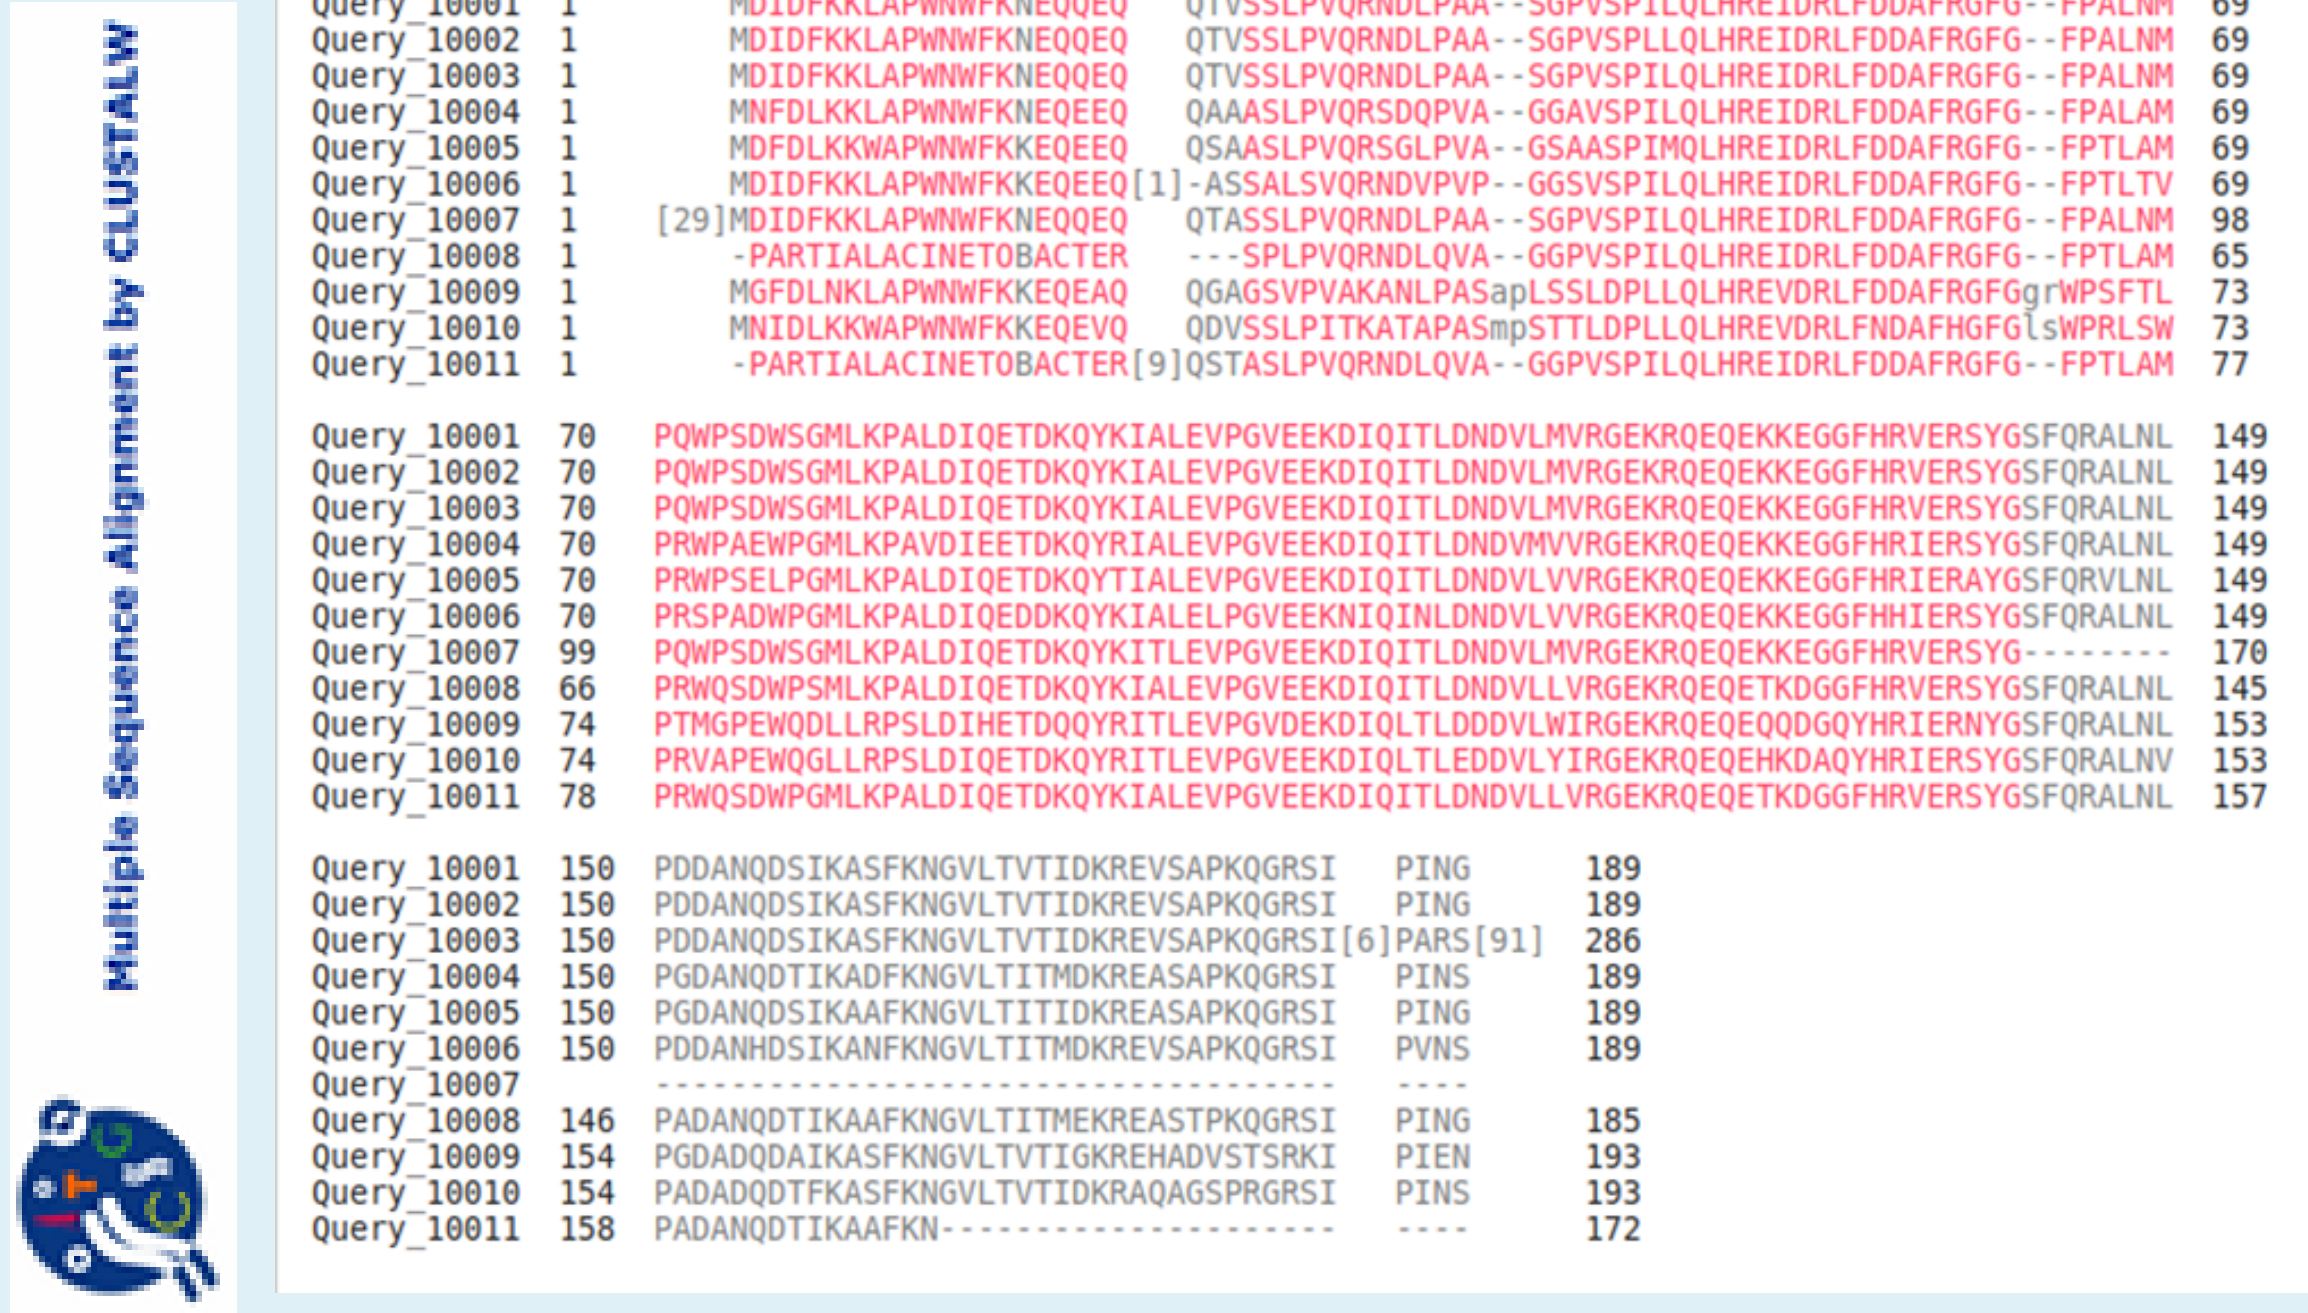 Multiple Sequence Alignment by CLUSTALW
Query_10001 1 MDIDFKKLAPWNWFKNEQQEQ QTVSSLPVQRNDLPAA--SGPVSPILQLHREIDRLFDDAFRGFG--FPALNM 69
Query_10002 1 MDIDFKKLAPWNWFKNEQQEQ QTVSSLPVQRNDLPAA--SGPVSPLLQLHREIDRLFDDAFRGFG--FPALNM 69
Query_10003 1 MDIDFKKLAPWNWFKNEQQEQ QTVSSLPVQRNDLPAA--SGPVSPILQLHREIDRLFDDAFRGFG--FPALNM 69
Query_10004 1 MNFDLKKLAPWNWFKNEQEEQ QAAASLPVQRSDQPVA--GGAVSPILQLHREIDRLFDDAFRGFG--FPALAM 69
Query_10005 1 MDFDLKKWAPWNWFKKEQEEQ QSAASLPVQRSGLPVA--GSAASPIMQLHREIDRLFDDAFRGFG--FPTLAM 69
Query_10006 1 MDIDFKKLAPWNWFKKEQEEQ[1]-ASSALSVQRNDVPVP--GGSVSPILQLHREIDRLFDDAFRGFG--FPTLTV 69
Query_10007 1 [29]MDIDFKKLAPWNWFKNEQQEQ QTASSLPVQRNDLPAA--SGPVSPILQLHREIDRLFDDAFRGFG--FPALNM 98
Query_10008 1 -PARTIALACINETOBACTER ---SPLPVQRNDLQVA--GGPVSPILQLHREIDRLFDDAFRGFG--FPTLAM 65
Query_10009 1 MGFDLNKLAPWNWFKKEQEAQ QGAGSVPVAKANLPASapLSSLDPLLQLHREVDRLFDDAFRGFGgrWPSFTL 73
Query_10010 1 MNIDLKKWAPWNWFKKEQEVQ QDVSSLPITKATAPASmpSTTLDPLLQLHREVDRLFNDAFHGFGlsWPRLSW 73
Query_10011 1 -PARTIALACINETOBACTER[9]QSTASLPVQRNDLQVA--GGPVSPILQLHREIDRLFDDAFRGFG--FPTLAM 77
Query_10001 70 PQWPSDWSGMLKPALDIQETDKQYKIALEVPGVEEKDIQITLDNDVLMVRGEKRQEQEKKEGGFHRVERSYGSFQRALNL 149
Query_10002 70 PQWPSDWSGMLKPALDIQETDKQYKIALEVPGVEEKDIQITLDNDVLMVRGEKRQEQEKKEGGFHRVERSYGSFQRALNL 149
Query_10003 70 PQWPSDWSGMLKPALDIQETDKQYKIALEVPGVEEKDIQITLDNDVLMVRGEKRQEQEKKEGGFHRVERSYGSFQRALNL 149
Query_10004 70 PRWPAEWPGMLKPAVDIEETDKQYRIALEVPGVEEKDIQITLDNDVMVVRGEKRQEQEKKEGGFHRIERSYGSFQRALNL 149
Query_10005 70 PRWPSELPGMLKPALDIQETDKQYTIALEVPGVEEKDIQITLDNDVLVVRGEKRQEQEKKEGGFHRIERAYGSFQRVLNL 149
Query_10006 70 PRSPADWPGMLKPALDIQEDDKQYKIALELPGVEEKNIQINLDNDVLVVRGEKRQEQEKKEGGFHHIERSYGSFQRALNL 149
Query_10007 99 PQWPSDWSGMLKPALDIQETDKQYKITLEVPGVEEKDIQITLDNDVLMVRGEKRQEQEKKEGGFHRVERSYG-------- 170
Query_10008 66 PRWQSDWPSMLKPALDIQETDKQYKIALEVPGVEEKDIQITLDNDVLLVRGEKRQEQETKDGGFHRVERSYGSFQRALNL 145
Query_10009 74 PTMGPEWQDLLRPSLDIHETDQQYRITLEVPGVDEKDIQLTLDDDVLWIRGEKRQEQEQQDGQYHRIERNYGSFQRALNL 153
Query_10010 74 PRVAPEWQGLLRPSLDIQETDKQYRITLEVPGVEEKDIQLTLEDDVLYIRGEKRQEQEHKDAQYHRIERSYGSFQRALNV 153
Query_10011 78 PRWQSDWPGMLKPALDIQETDKQYKIALEVPGVEEKDIQITLDNDVLLVRGEKRQEQETKDGGFHRVERSYGSFQRALNL 157
Query_10001 150 PDDANQDSIKASFKNGVLTVTIDKREVSAPKQGRSI PING 189
Query_10002 150 PDDANQDSIKASFKNGVLTVTIDKREVSAPKQGRSI PING 189
Query_10003 150 PDDANQDSIKASFKNGVLTVTIDKREVSAPKQGRSI[6]PARS[91] 286
Query_10004 150 PGDANQDTIKADFKNGVLTITMDKREASAPKQGRSI PINS 189
Query_10005 150 PGDANQDSIKAAFKNGVLTITIDKREASAPKQGRSI PING 189
Query_10006 150 PDDANHDSIKANFKNGVLTITMDKREVSAPKQGRSI PVNS 189
Query_10007 ------------------------------------ ----
Query_10008 146 PADANQDTIKAAFKNGVLTITMEKREASTPKQGRSI PING 185
Query_10009 154 PGDADQDAIKASFKNGVLTVTIGKREHADVSTSRKI PIEN 193
Query_10010 154 PADADQDTFKASFKNGVLTVTIDKRAQAGSPRGRSI PINS 193
Query_10011 158 PADANQDTIKAAFKN--------------------- ---- 172